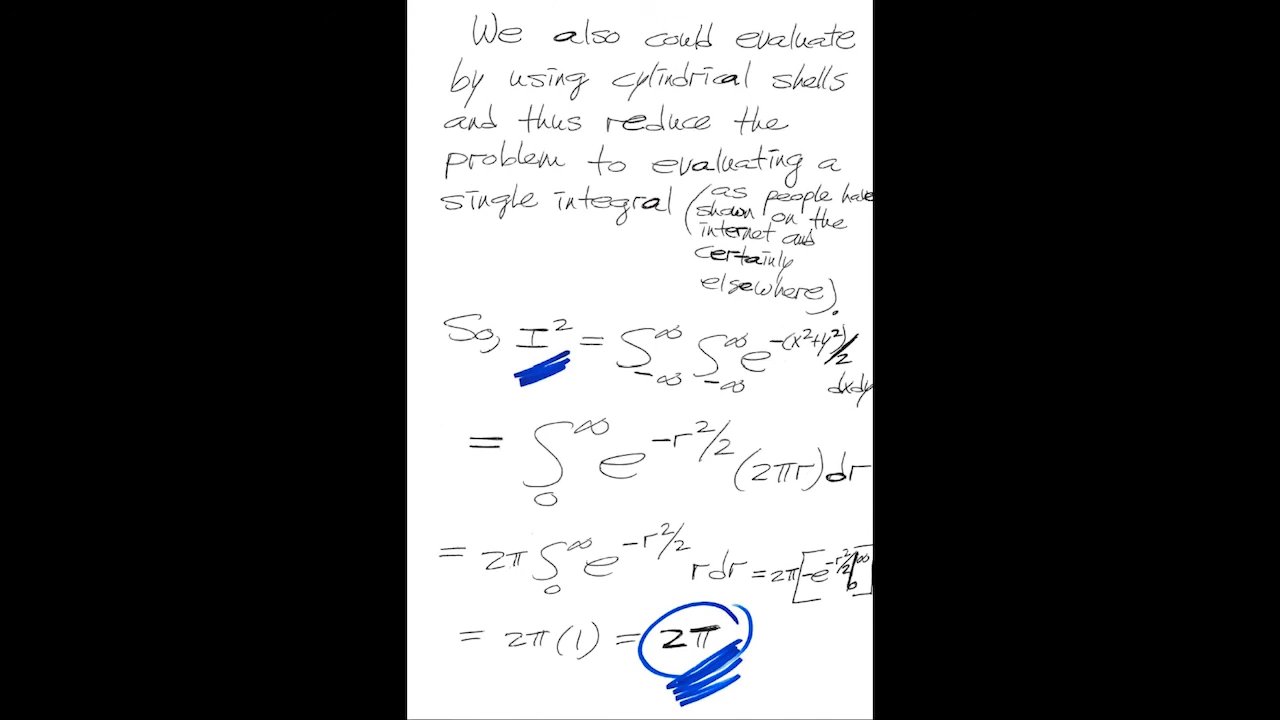 We also could evaluate
by using cylindrical shells
and thus reduce the
problem to evaluating a
single integral (as people have
shown on the
internet and
certainly
elsewhere).
So, I² = ∫_{-∞}^{∞} ∫_{-∞}^{∞} e^{-(x²+y²)/2} dxdy
= ∫_0^∞ e^{-r²/2} (2πr)dr
= 2π ∫_0^∞ e^{-r²/2} rdr = 2π[-e^{-r²/2}|_0^∞]
= 2π(1) = 2π